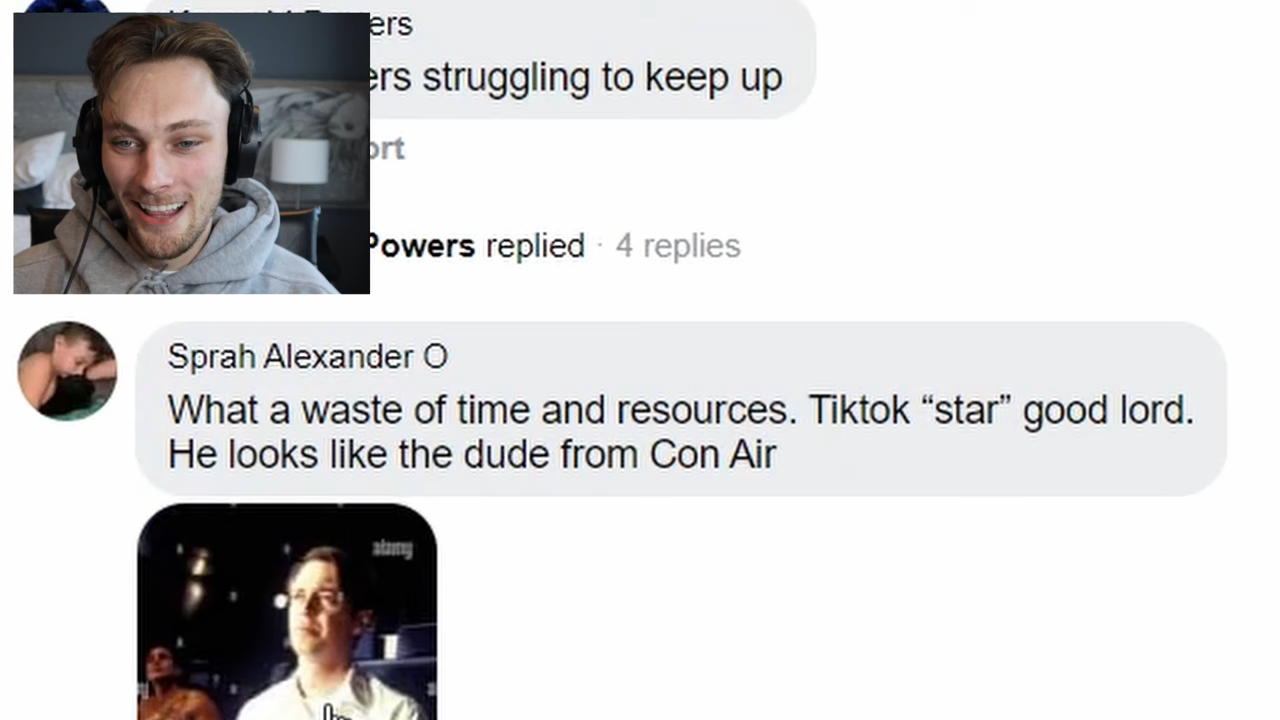 ers
ers struggling to keep up
ort
Powers replied · 4 replies
Sprah Alexander O
What a waste of time and resources. Tiktok “star” good lord.
He looks like the dude from Con Air
alamy